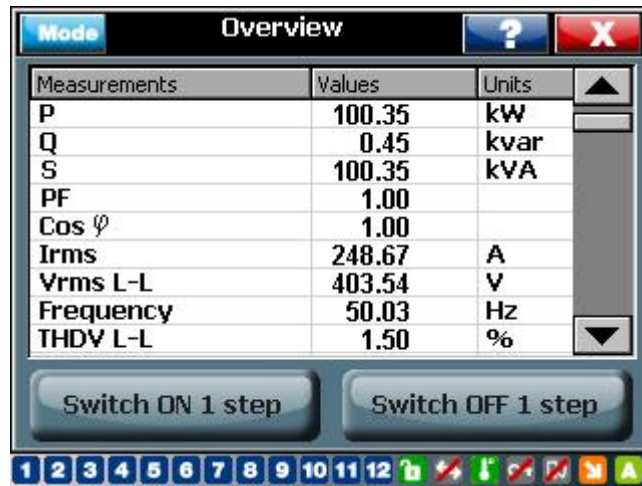 Mode Overview ? X
Measurements Values Units
P 100.35 kW
Q 0.45 kvar
S 100.35 kVA
PF 1.00
Cos φ 1.00
Irms 248.67 A
Vrms L-L 403.54 V
Frequency 50.03 Hz
THDV L-L 1.50 %
Switch ON 1 step Switch OFF 1 step
1 2 3 4 5 6 7 8 9 10 11 12 A